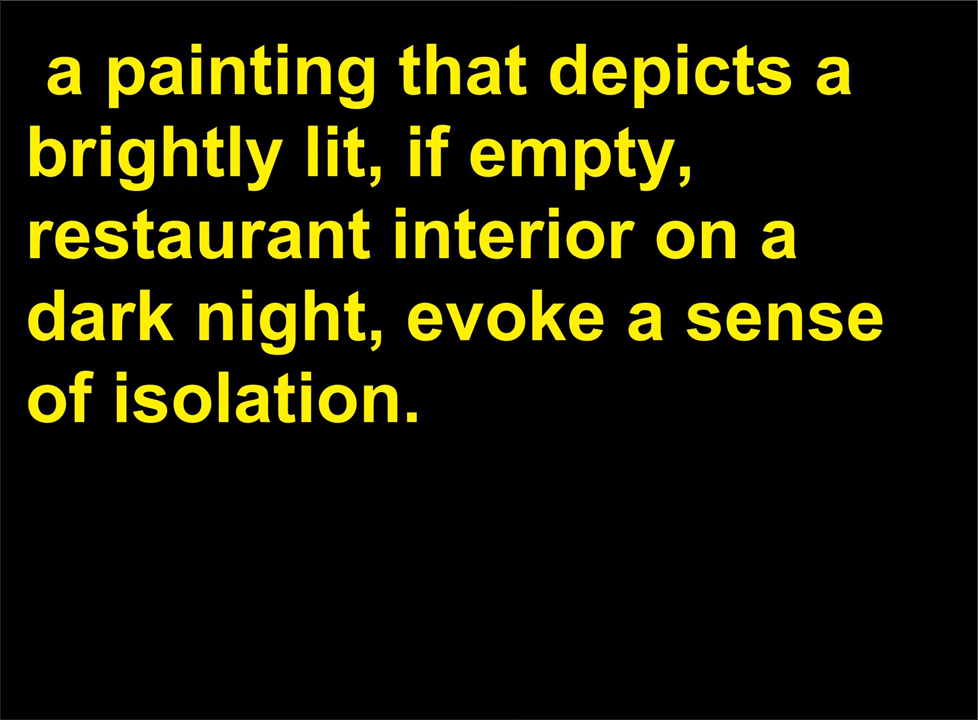 a painting that depicts a
brightly lit, if empty,
restaurant interior on a
dark night, evoke a sense
of isolation.